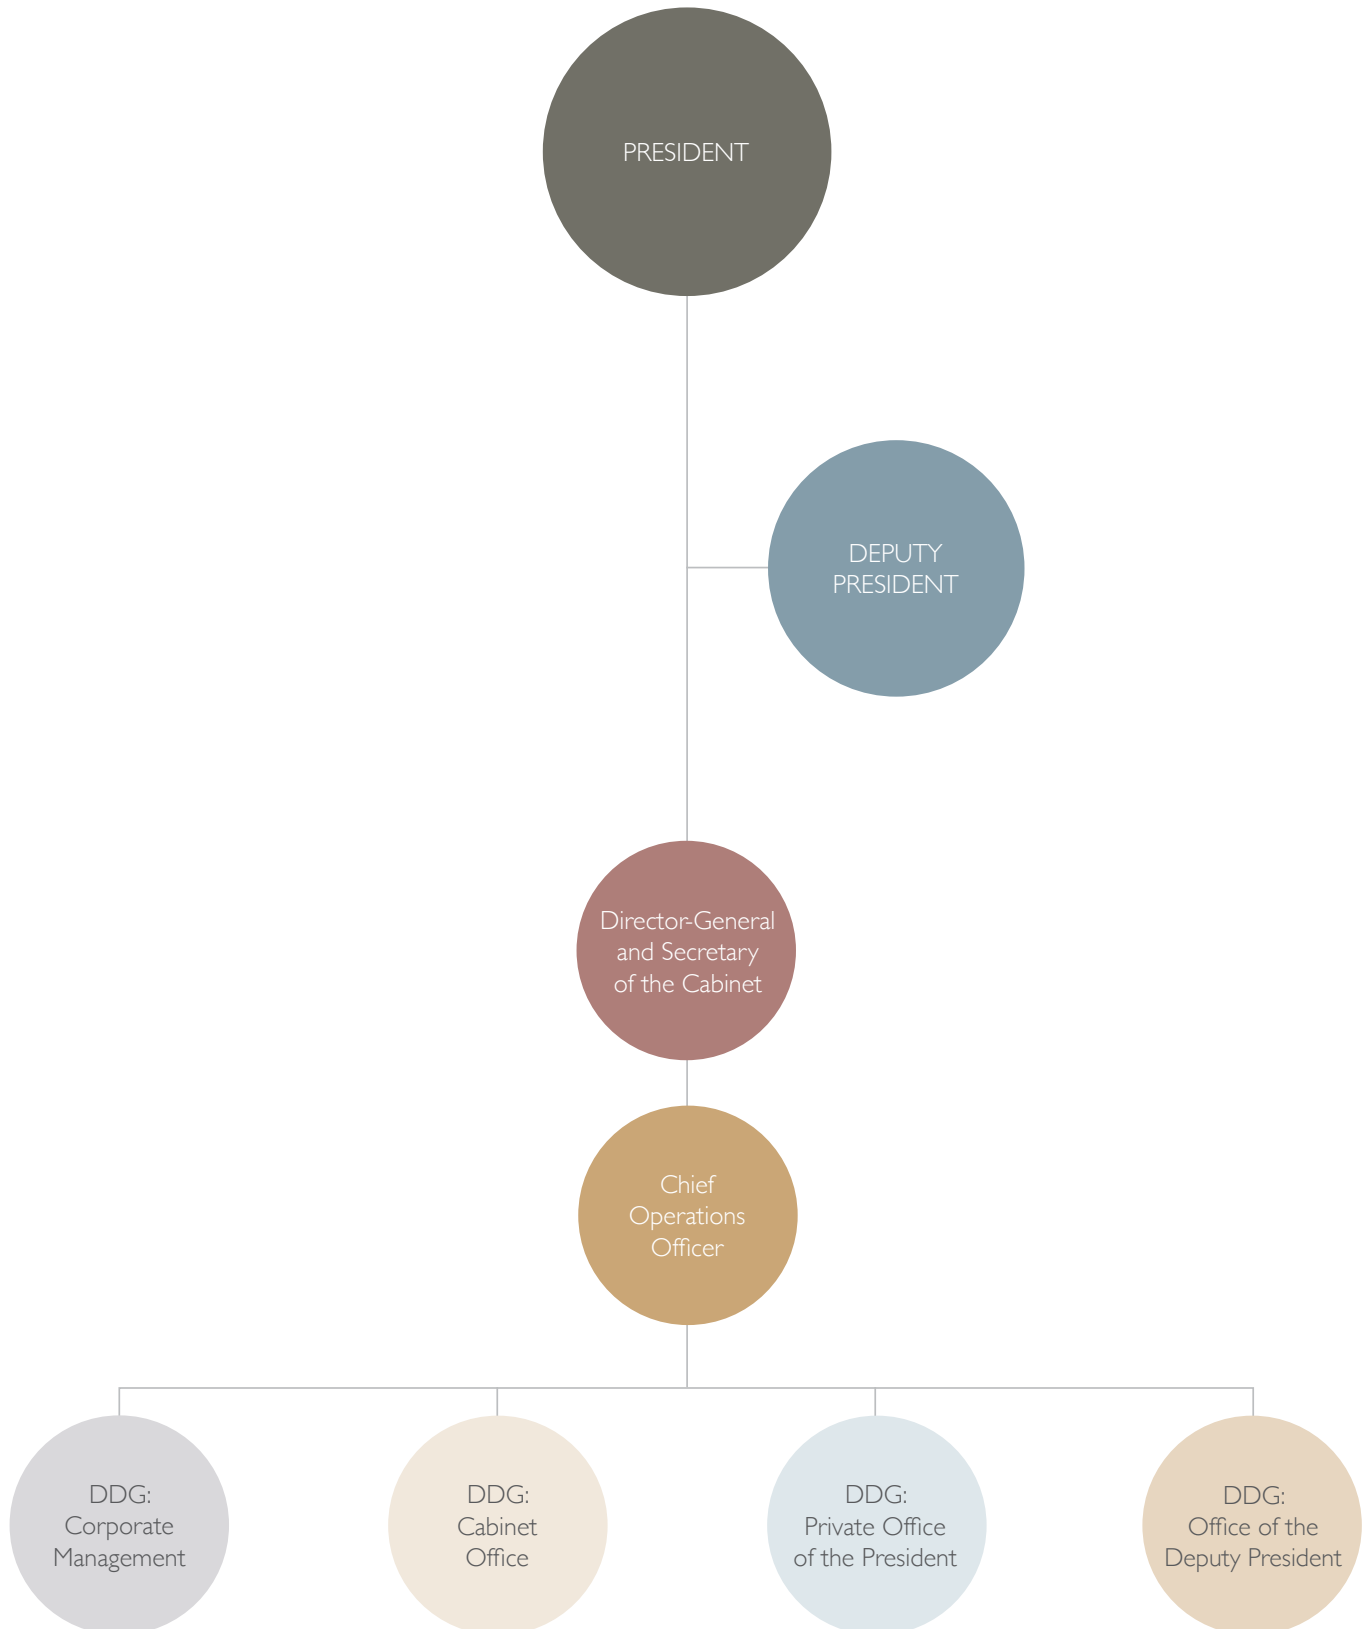 PRESIDENT
DEPUTY
PRESIDENT
Director-General
and Secretary
of the Cabinet
Chief
Operations
Officer
DDG:
Corporate
Management
DDG:
Cabinet
Office
DDG:
Private Office
of the President
DDG:
Office of the
Deputy President